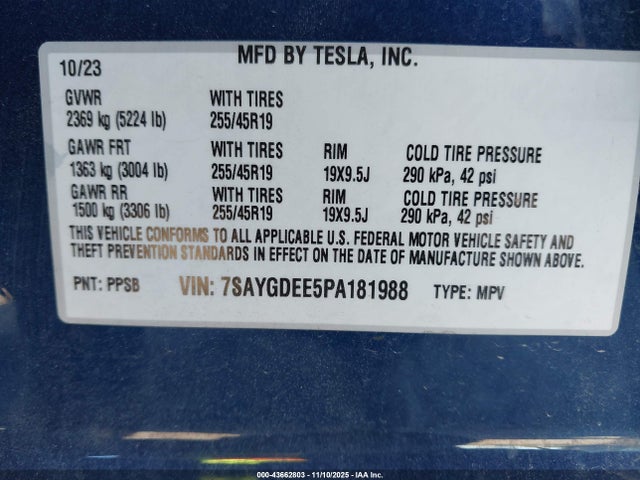 MFD BY TESLA, INC.
10/23
GVWR WITH TIRES
2369 kg (5224 lb) 255/45R19
GAWR FRT WITH TIRES RIM COLD TIRE PRESSURE
1363 kg (3004 lb) 255/45R19 19X9.5J 290 kPa, 42 psi
GAWR RR WITH TIRES RIM COLD TIRE PRESSURE
1500 kg (3306 lb) 255/45R19 19X9.5J 290 kPa, 42 psi
THIS VEHICLE CONFORMS TO ALL APPLICABLE U.S. FEDERAL MOTOR VEHICLE SAFETY AND
THEFT PREVENTION STANDARDS IN EFFECT ON THE DATE OF MANUFACTURE SHOWN ABOVE.
PNT: PPSB VIN: 7SAYGDEE5PA181988 TYPE: MPV
000-43662803 - 11/10/2025 - IAA Inc.